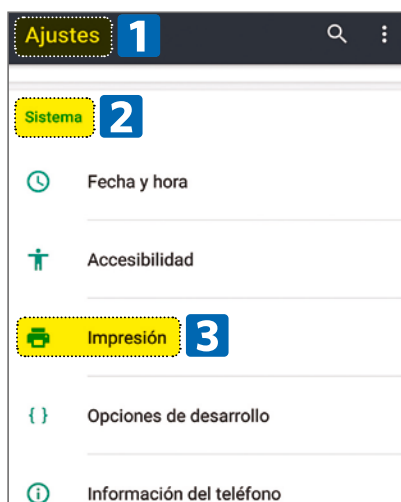 Ajustes 1
Sistema 2
Fecha y hora
Accesibilidad
Impresión 3
{ } Opciones de desarrollo
Información del teléfono